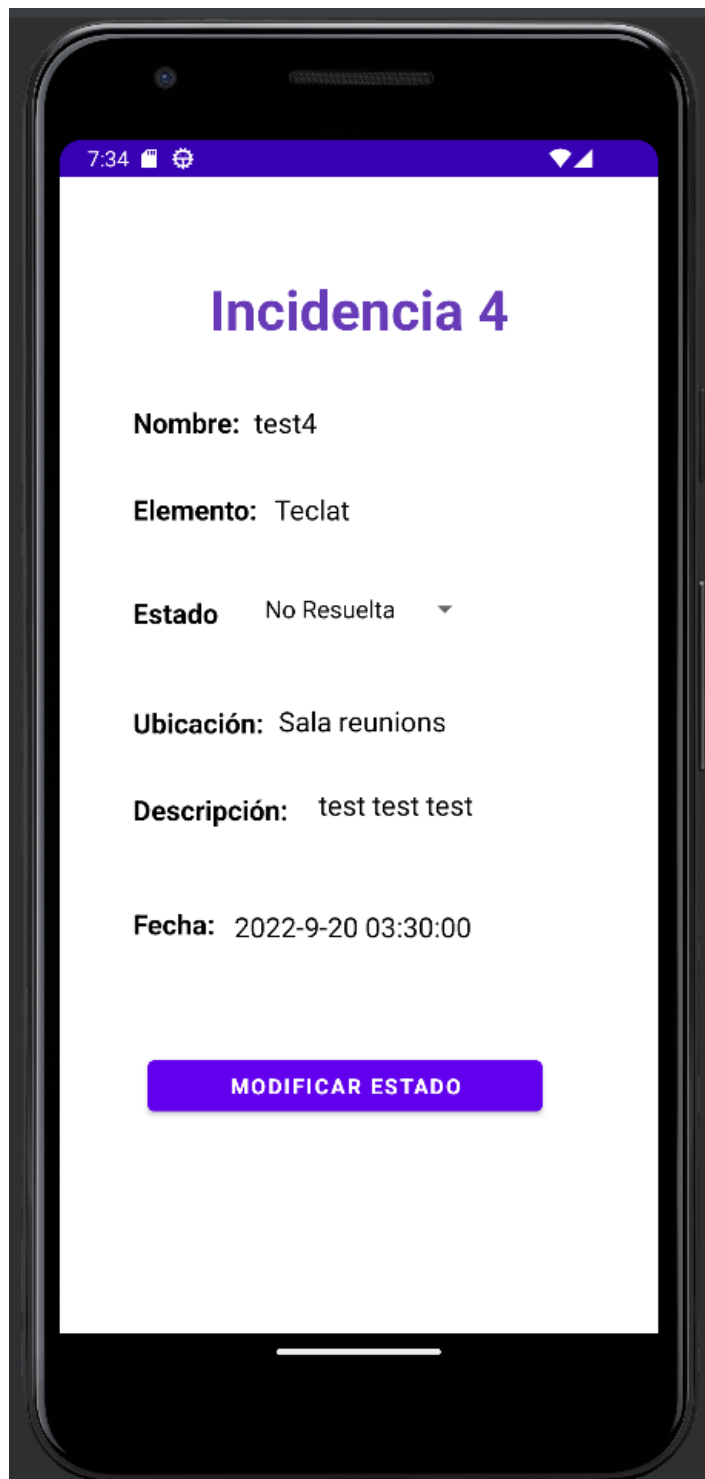 7:34
Incidencia 4
Nombre: test4
Elemento: Teclat
Estado No Resuelta
Ubicación: Sala reunions
Descripción: test test test
Fecha: 2022-9-20 03:30:00
MODIFICAR ESTADO